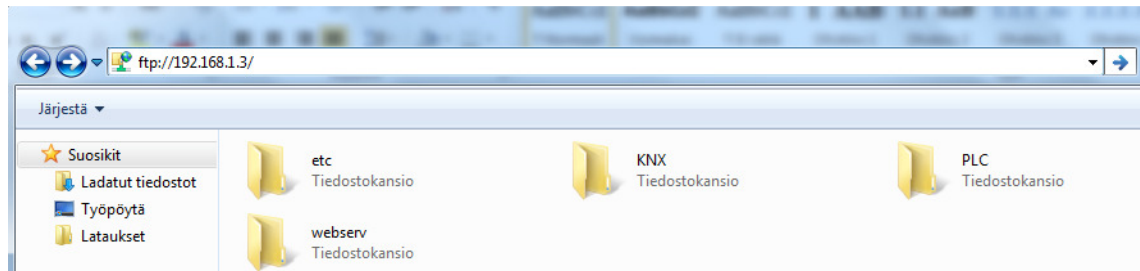 ftp://192.168.1.3/
Järjestä
Suosikit
Ladatut tiedostot
Työpöytä
Lataukset
etc
Tiedostokansio
KNX
Tiedostokansio
PLC
Tiedostokansio
webserv
Tiedostokansio